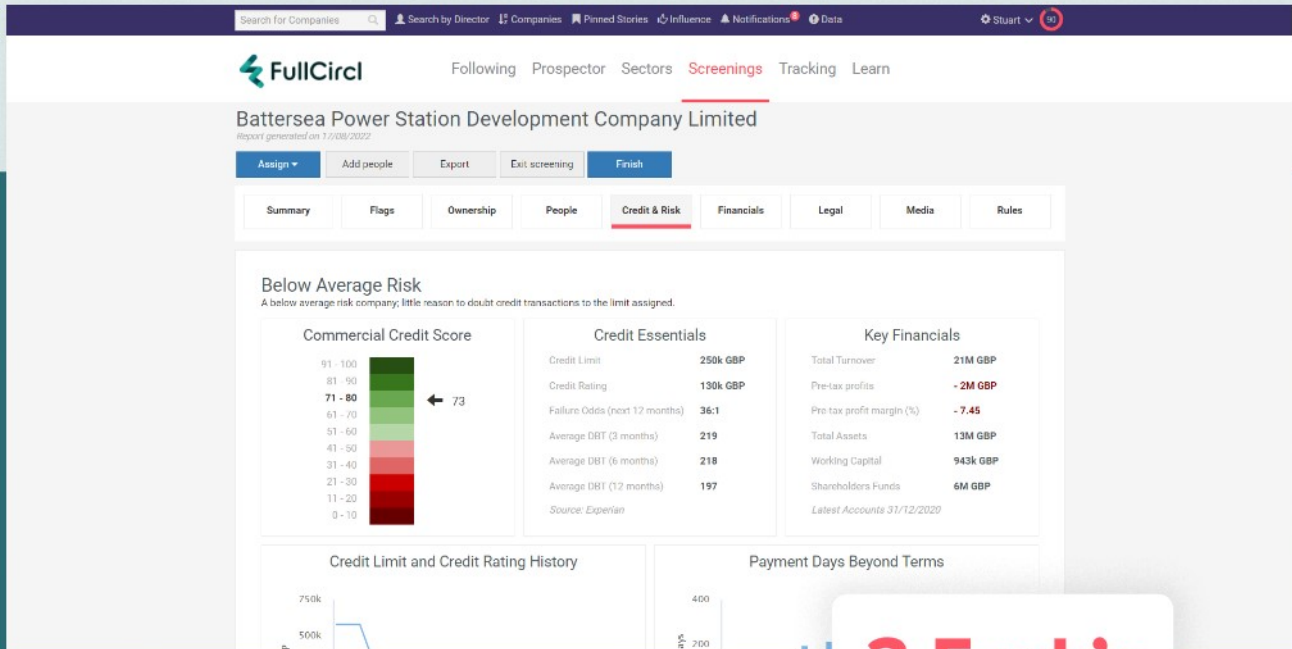 Search for Companies Search by Director Companies Pinned Stories Influence Notifications Data Stuart 90
FullCircl Following Prospector Sectors Screenings Tracking Learn
Battersea Power Station Development Company Limited
Report generated on 17/08/2022
Assign Add people Export Exit screening Finish
Summary Flags Ownership People Credit & Risk Financials Legal Media Rules
Below Average Risk
A below average risk company; little reason to doubt credit transactions to the limit assigned.
Commercial Credit Score
91 - 100
81 - 90
71 - 80
73
61 - 70
51 - 60
41 - 50
31 - 40
21 - 30
11 - 20
0 - 10
Credit Essentials
Credit Limit 250k GBP
Credit Rating 130k GBP
Failure Odds (next 12 months) 36:1
Average DBT (3 months) 219
Average DBT (6 months) 218
Average DBT (12 months) 197
Source: Experian
Key Financials
Total Turnover 21M GBP
Pre-tax profits - 2M GBP
Pre tax profit margin (%) - 7.45
Total Assets 13M GBP
Working Capital 943k GBP
Shareholders Funds 6M GBP
Latest Accounts 31/12/2020
Credit Limit and Credit Rating History
750k
500k
Payment Days Beyond Terms
400
200